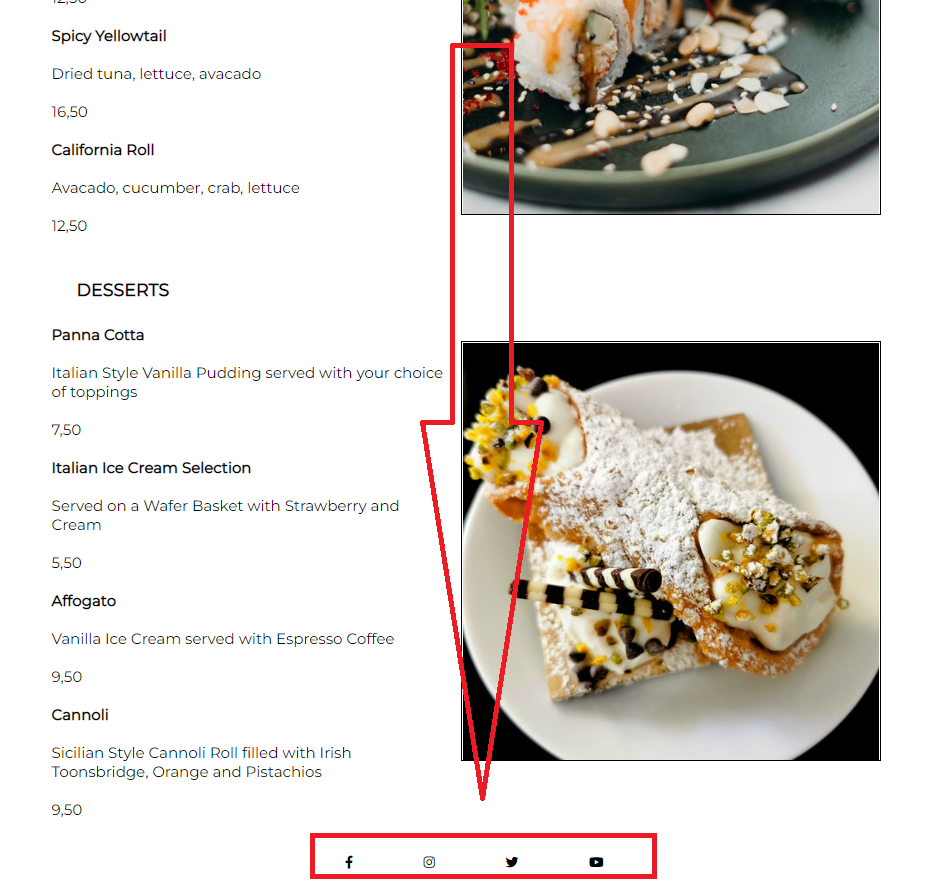 Spicy Yellowtail
Dried tuna, lettuce, avacado
16,50
California Roll
Avacado, cucumber, crab, lettuce
12,50
DESSERTS
Panna Cotta
Italian Style Vanilla Pudding served with your choice
of toppings
7,50
Italian Ice Cream Selection
Served on a Wafer Basket with Strawberry and
Cream
5,50
Affogato
Vanilla Ice Cream served with Espresso Coffee
9,50
Cannoli
Sicilian Style Cannoli Roll filled with Irish
Toonsbridge, Orange and Pistachios
9,50